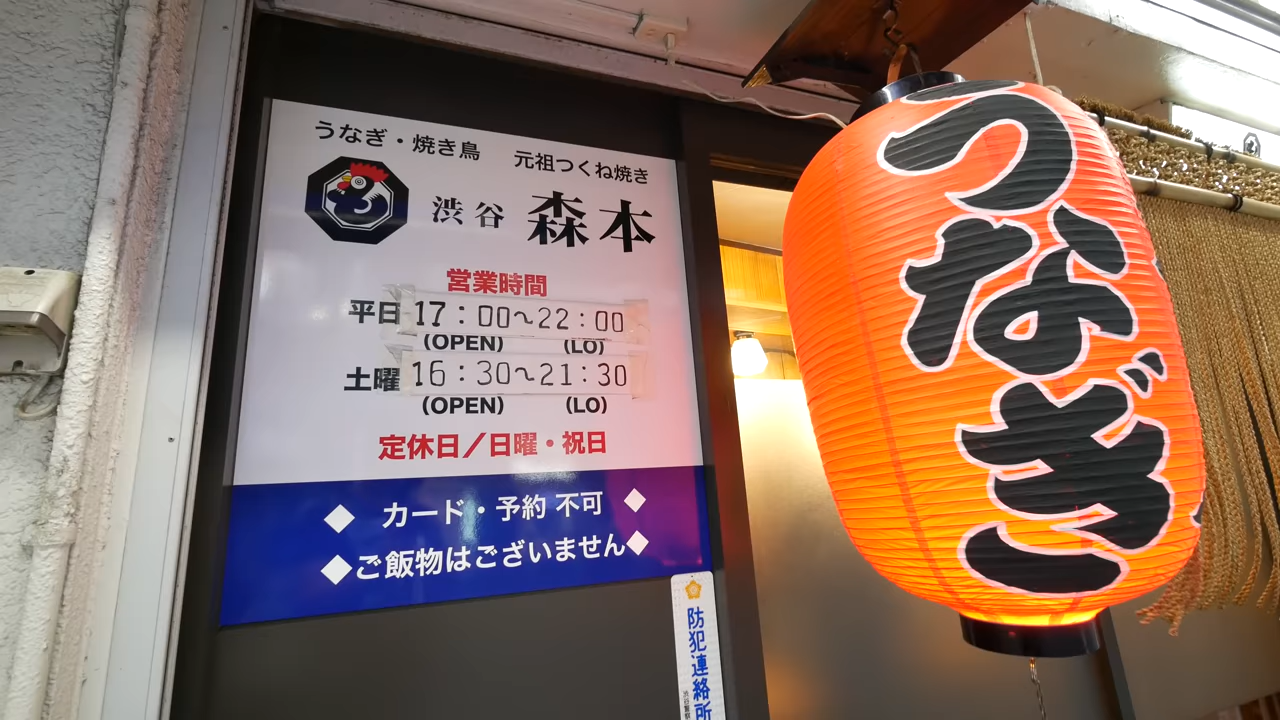 うなぎ・焼き鳥 元祖つくね焼き
渋谷 森本
営業時間
平日 17：00〜22：00
(OPEN) (LO)
土曜 16：30〜21：30
(OPEN) (LO)
定休日／日曜・祝日
◆ カード・予約 不可 ◆
◆ご飯物はございません◆
防犯連絡所
うなぎ